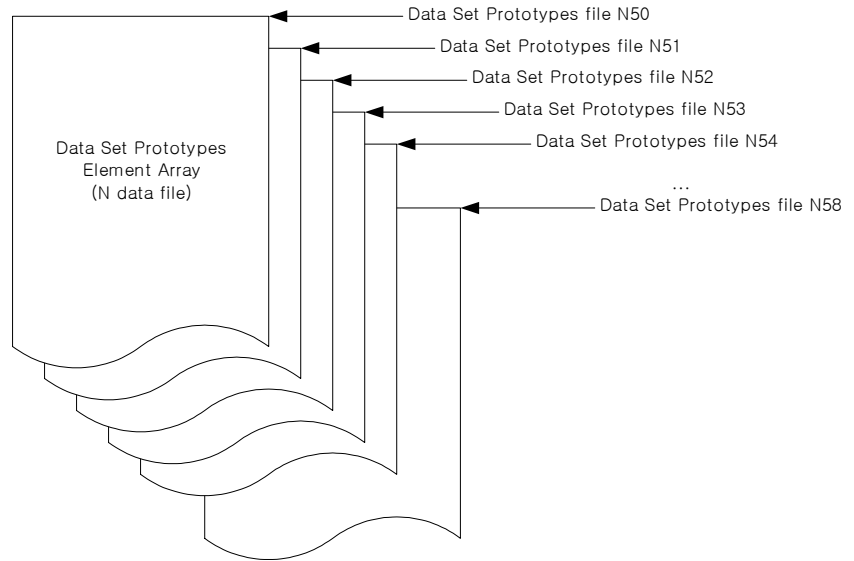 Data Set Prototypes file N50
Data Set Prototypes file N51
Data Set Prototypes file N52
Data Set Prototypes file N53
Data Set Prototypes file N54
...
Data Set Prototypes file N58
Data Set Prototypes
Element Array
(N data file)